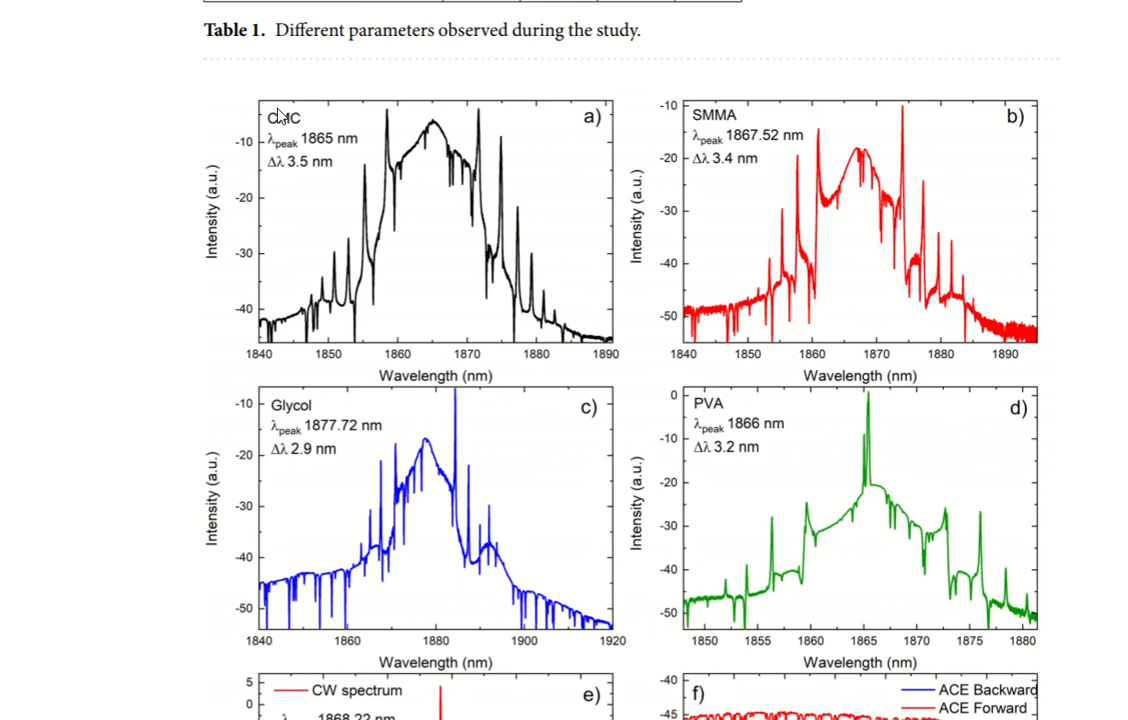 Table 1. Different parameters observed during the study.
CMC
a)
λpeak 1865 nm
Δλ 3.5 nm
Intensity (a.u.)
-10
-20
-30
-40
1840 1850 1860 1870 1880 1890
Wavelength (nm)
SMMA
b)
λpeak 1867.52 nm
Δλ 3.4 nm
Intensity (a.u.)
-10
-20
-30
-40
-50
1840 1850 1860 1870 1880 1890
Wavelength (nm)
Glycol
c)
λpeak 1877.72 nm
Δλ 2.9 nm
Intensity (a.u.)
-10
-20
-30
-40
-50
1840 1860 1880 1900 1920
Wavelength (nm)
PVA
d)
λpeak 1866 nm
Δλ 3.2 nm
Intensity (a.u.)
0
-10
-20
-30
-40
-50
1850 1855 1860 1865 1870 1875 1880
Wavelength (nm)
5
0
CW spectrum
e)
1868.22 nm
-40
-45
f)
ACE Backward
ACE Forward